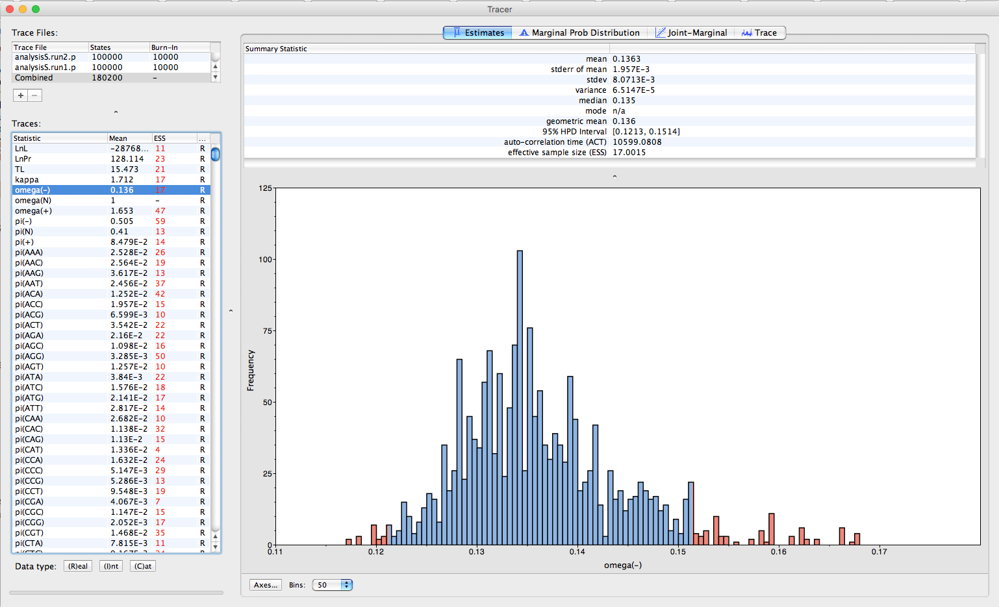 Tracer
Trace Files:
Trace File States Burn-In
analysisS.run2.p 100000 10000
analysisS.run1.p 100000 10000
Combined 180200 -
+ −
Traces:
Statistic Mean ESS ...
LnL -28768... 11 R
LnPr 128.114 23 R
TL 15.473 21 R
kappa 1.712 17 R
omega(-) 0.136 17 R
omega(N) 1 - R
omega(+) 1.653 47 R
pi(-) 0.505 59 R
pi(N) 0.41 13 R
pi(+) 8.479E-2 14 R
pi(AAA) 2.528E-2 26 R
pi(AAC) 2.564E-2 19 R
pi(AAG) 3.617E-2 13 R
pi(AAT) 2.456E-2 37 R
pi(ACA) 1.252E-2 42 R
pi(ACC) 1.957E-2 15 R
pi(ACG) 6.599E-3 10 R
pi(ACT) 3.542E-2 22 R
pi(AGA) 2.16E-2 22 R
pi(AGC) 1.098E-2 16 R
pi(AGG) 3.285E-3 50 R
pi(AGT) 1.257E-2 10 R
pi(ATA) 3.84E-3 22 R
pi(ATC) 1.576E-2 18 R
pi(ATG) 2.141E-2 17 R
pi(ATT) 2.817E-2 14 R
pi(CAA) 2.682E-2 10 R
pi(CAC) 1.138E-2 32 R
pi(CAG) 1.13E-2 15 R
pi(CAT) 1.336E-2 4 R
pi(CCA) 1.632E-2 24 R
pi(CCC) 5.147E-3 29 R
pi(CCG) 5.286E-3 13 R
pi(CCT) 9.548E-3 19 R
pi(CGA) 4.067E-3 7 R
pi(CGC) 1.147E-2 15 R
pi(CGG) 2.052E-3 17 R
pi(CGT) 1.468E-2 35 R
pi(CTA) 7.815E-3 11 R
Data type: (R)eal (I)nt (C)at
Estimates Marginal Prob Distribution Joint-Marginal Trace
Summary Statistic
mean 0.1363
stderr of mean 1.957E-3
stdev 8.0713E-3
variance 6.5147E-5
median 0.135
mode n/a
geometric mean 0.136
95% HPD Interval [0.1213, 0.1514]
auto-correlation time (ACT) 10599.0808
effective sample size (ESS) 17.0015
125
100
75
50
25
0
Frequency
0.11 0.12 0.13 0.14 0.15 0.16 0.17
omega(-)
Axes... Bins: 50